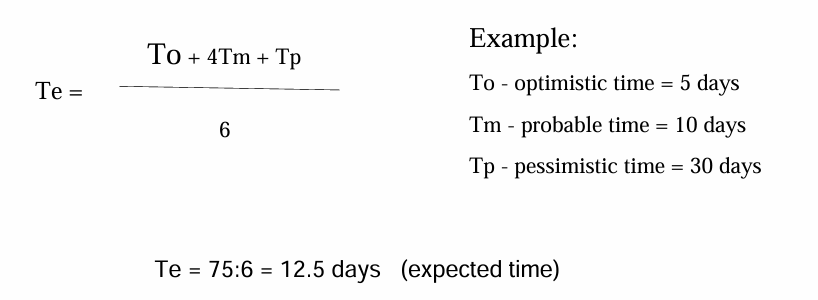 To + 4Tm + Tp
Te =
6
Example:
To - optimistic time = 5 days
Tm - probable time = 10 days
Tp - pessimistic time = 30 days
Te = 75:6 = 12.5 days (expected time)